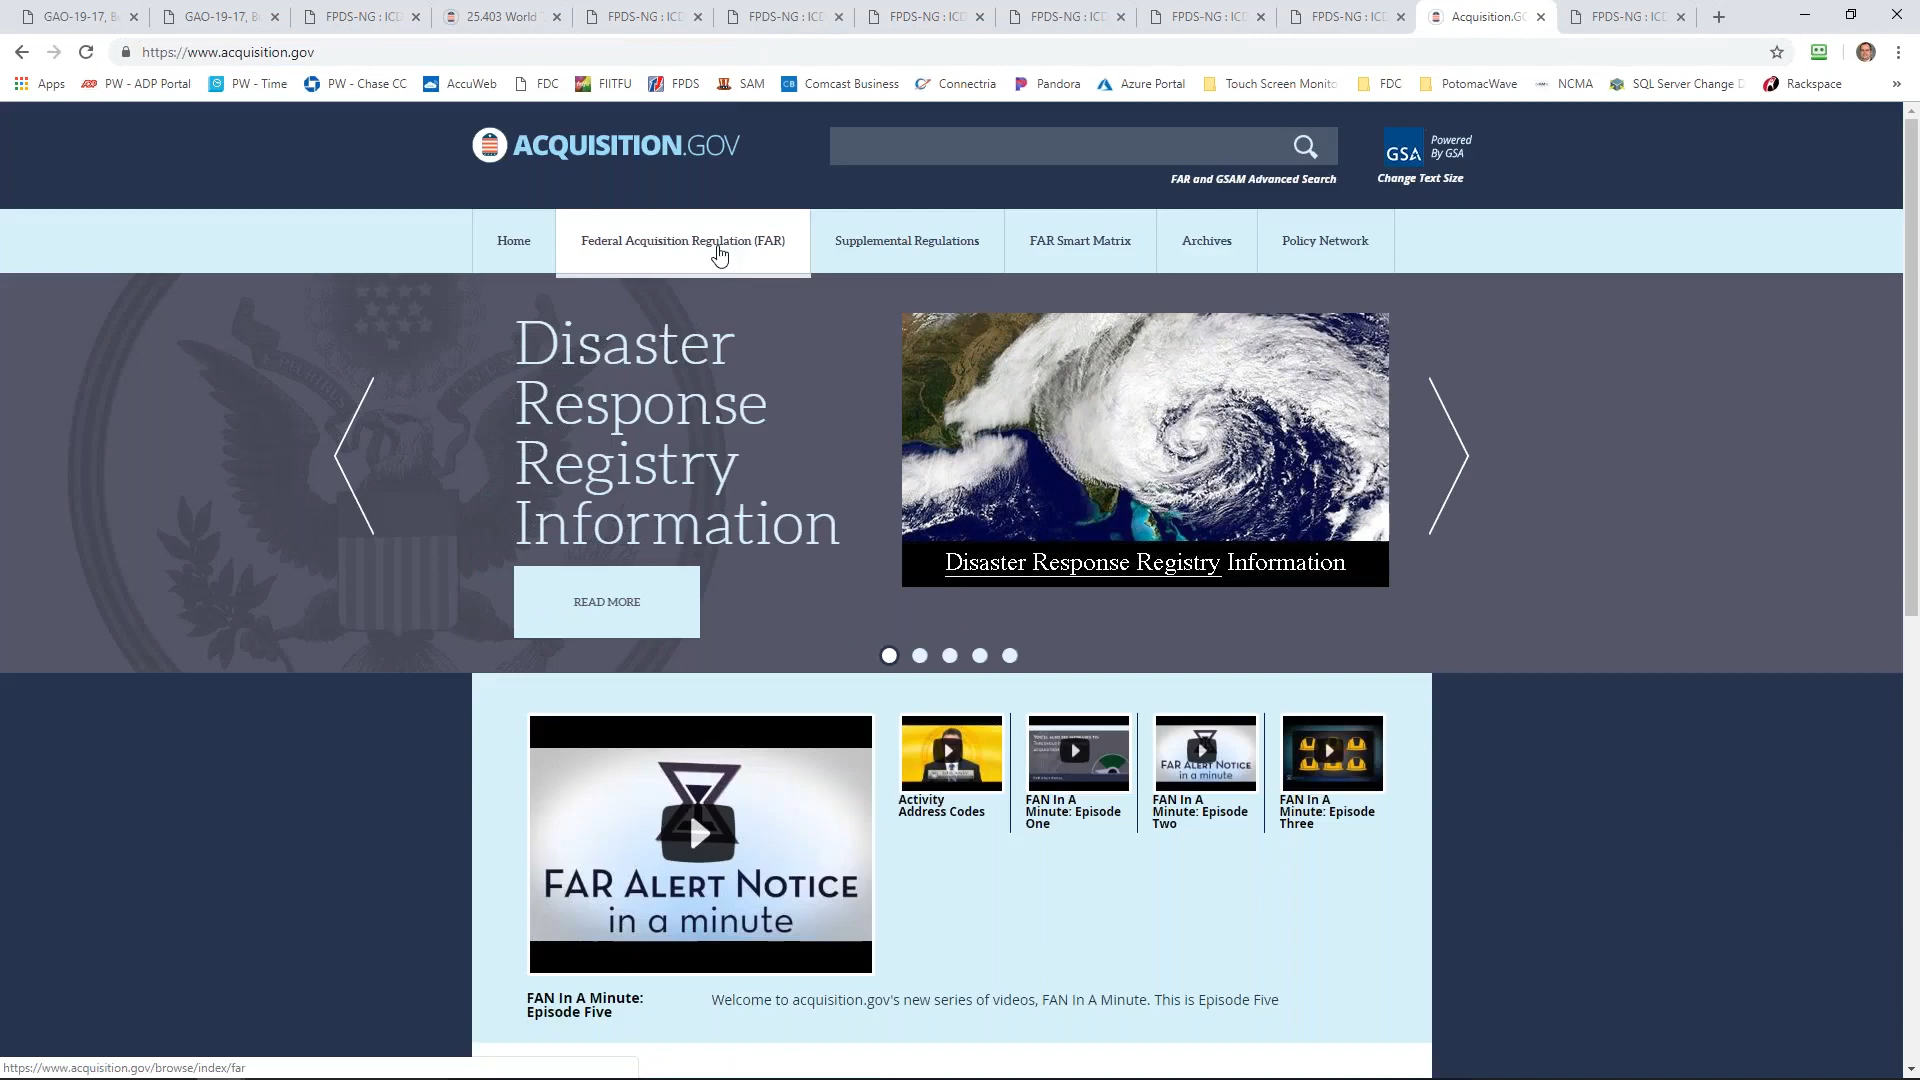 GAO-19-17, B
GAO-19-17, B
FPDS-NG : ICD
25.403 World T
FPDS-NG : ICD
FPDS-NG : ICD
FPDS-NG : ICD
FPDS-NG : ICD
FPDS-NG : ICD
FPDS-NG : ICD
Acquisition.GO
FPDS-NG : ICD
https://www.acquisition.gov
Apps
PW - ADP Portal
PW - Time
PW - Chase CC
AccuWeb
FDC
FIITFU
FPDS
SAM
CB
Comcast Business
Connectria
Pandora
Azure Portal
Touch Screen Monito
FDC
PotomacWave
NCMA
SQL Server Change D
Rackspace
»
ACQUISITION.GOV
GSA
Powered
By GSA
FAR and GSAM Advanced Search
Change Text Size
Home
Federal Acquisition Regulation (FAR)
Supplemental Regulations
FAR Smart Matrix
Archives
Policy Network
Disaster
Response
Registry
Information
READ MORE
Disaster Response Registry Information
FAR ALERT NOTICE
in a minute
FAN In A Minute:
Episode Five
Welcome to acquisition.gov's new series of videos, FAN In A Minute. This is Episode Five
Activity
Address Codes
FAN In A
Minute: Episode
One
FAR ALERT NOTICE
in a minute
FAN In A
Minute: Episode
Two
FAN In A
Minute: Episode
Three
https://www.acquisition.gov/browse/index/far